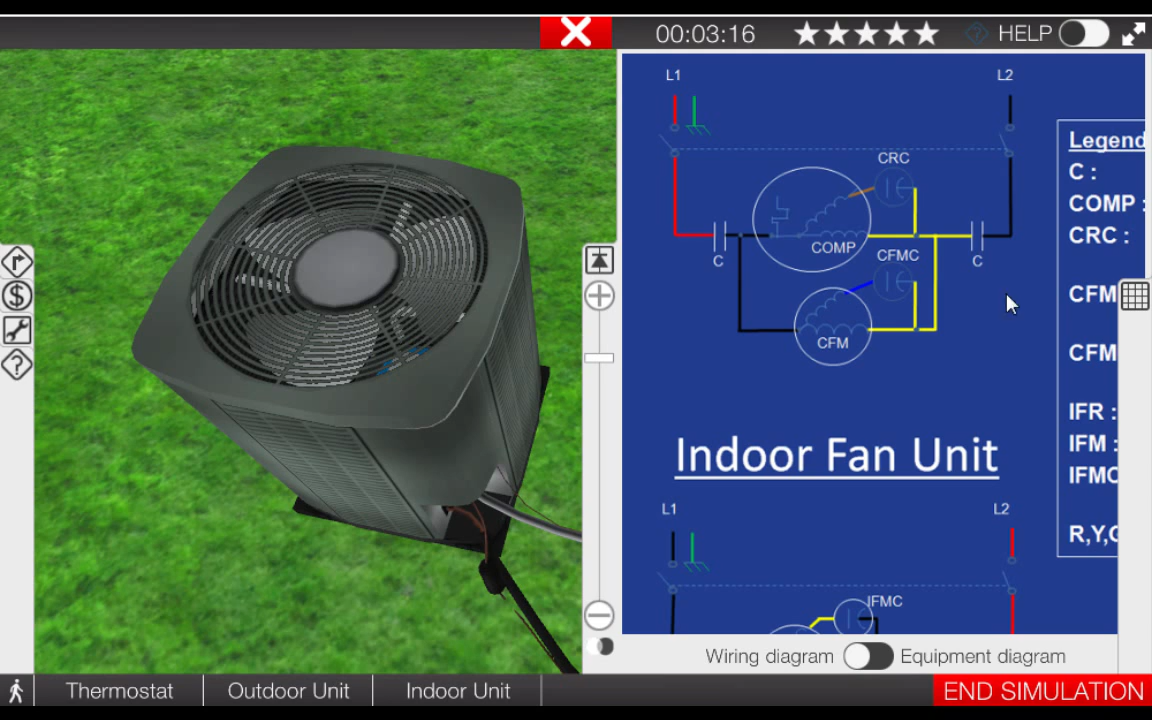 00:03:16
HELP
L1
L2
CRC
Legend
C :
COMP :
CRC :
COMP
CFMC
C
C
CFM
CFM
CFM
IFR :
IFM :
IFMC
R,Y,G
Indoor Fan Unit
L1
L2
IFMC
Wiring diagram
Equipment diagram
Thermostat
Outdoor Unit
Indoor Unit
END SIMULATION